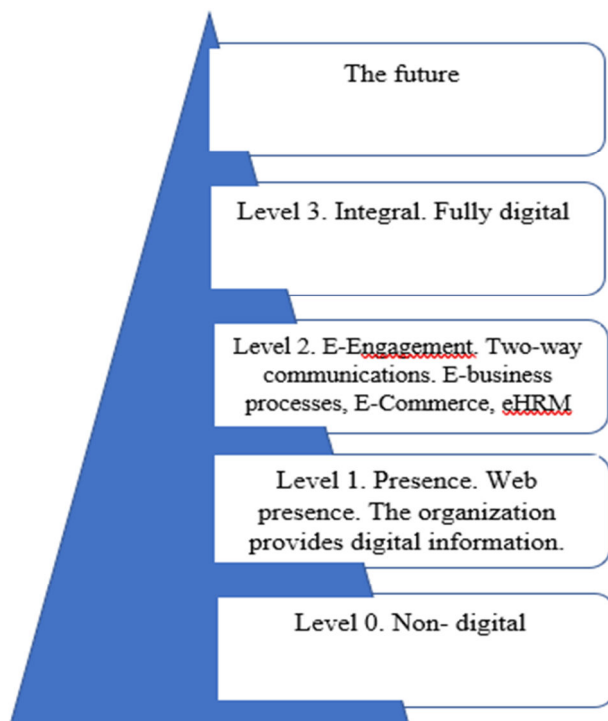 The future
Level 3. Integral. Fully digital
Level 2. E-Engagement. Two-way
communications. E-business
processes, E-Commerce, eHRM
Level 1. Presence. Web
presence. The organization
provides digital information.
Level 0. Non- digital